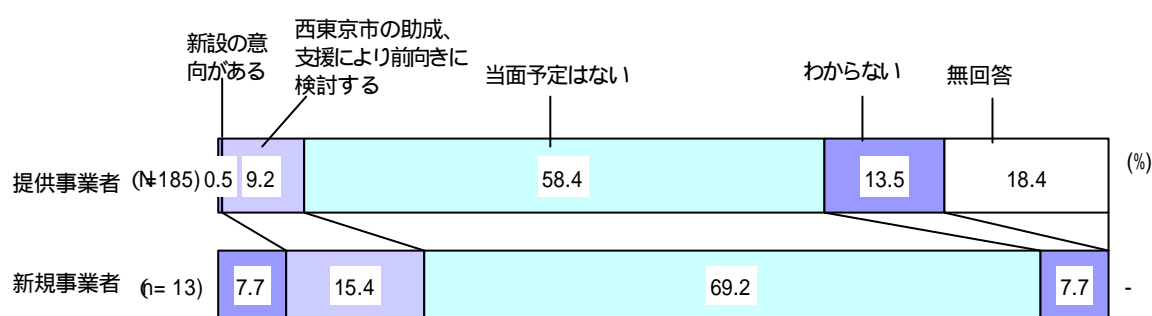 新設の意
向がある
西東京市の助成、
支援により前向きに
検討する
当面予定はない
わからない
無回答
(%)
提供事業者 (N=185) 0.5 9.2 58.4 13.5 18.4
新規事業者 (n= 13) 7.7 15.4 69.2 7.7 -